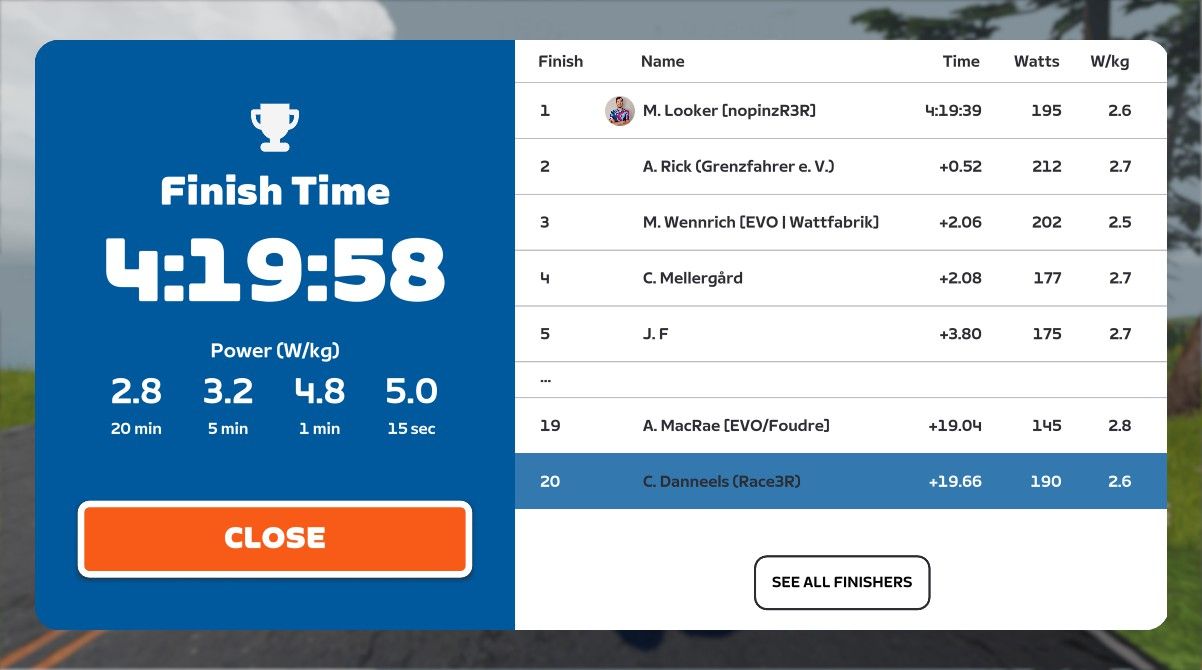 Finish Time
4:19:58
Power (W/kg)
2.8 3.2 4.8 5.0
20 min 5 min 1 min 15 sec
CLOSE
Finish Name Time Watts W/kg
1 M. Looker [nopinzR3R] 4:19:39 195 2.6
2 A. Rick (Grenzfahrer e. V.) +0.52 212 2.7
3 M. Wennrich [EVO | Wattfabrik] +2.06 202 2.5
4 C. Mellergård +2.08 177 2.7
5 J. F +3.80 175 2.7
...
19 A. MacRae [EVO/Foudre] +19.04 145 2.8
20 C. Danneels (Race3R) +19.66 190 2.6
SEE ALL FINISHERS